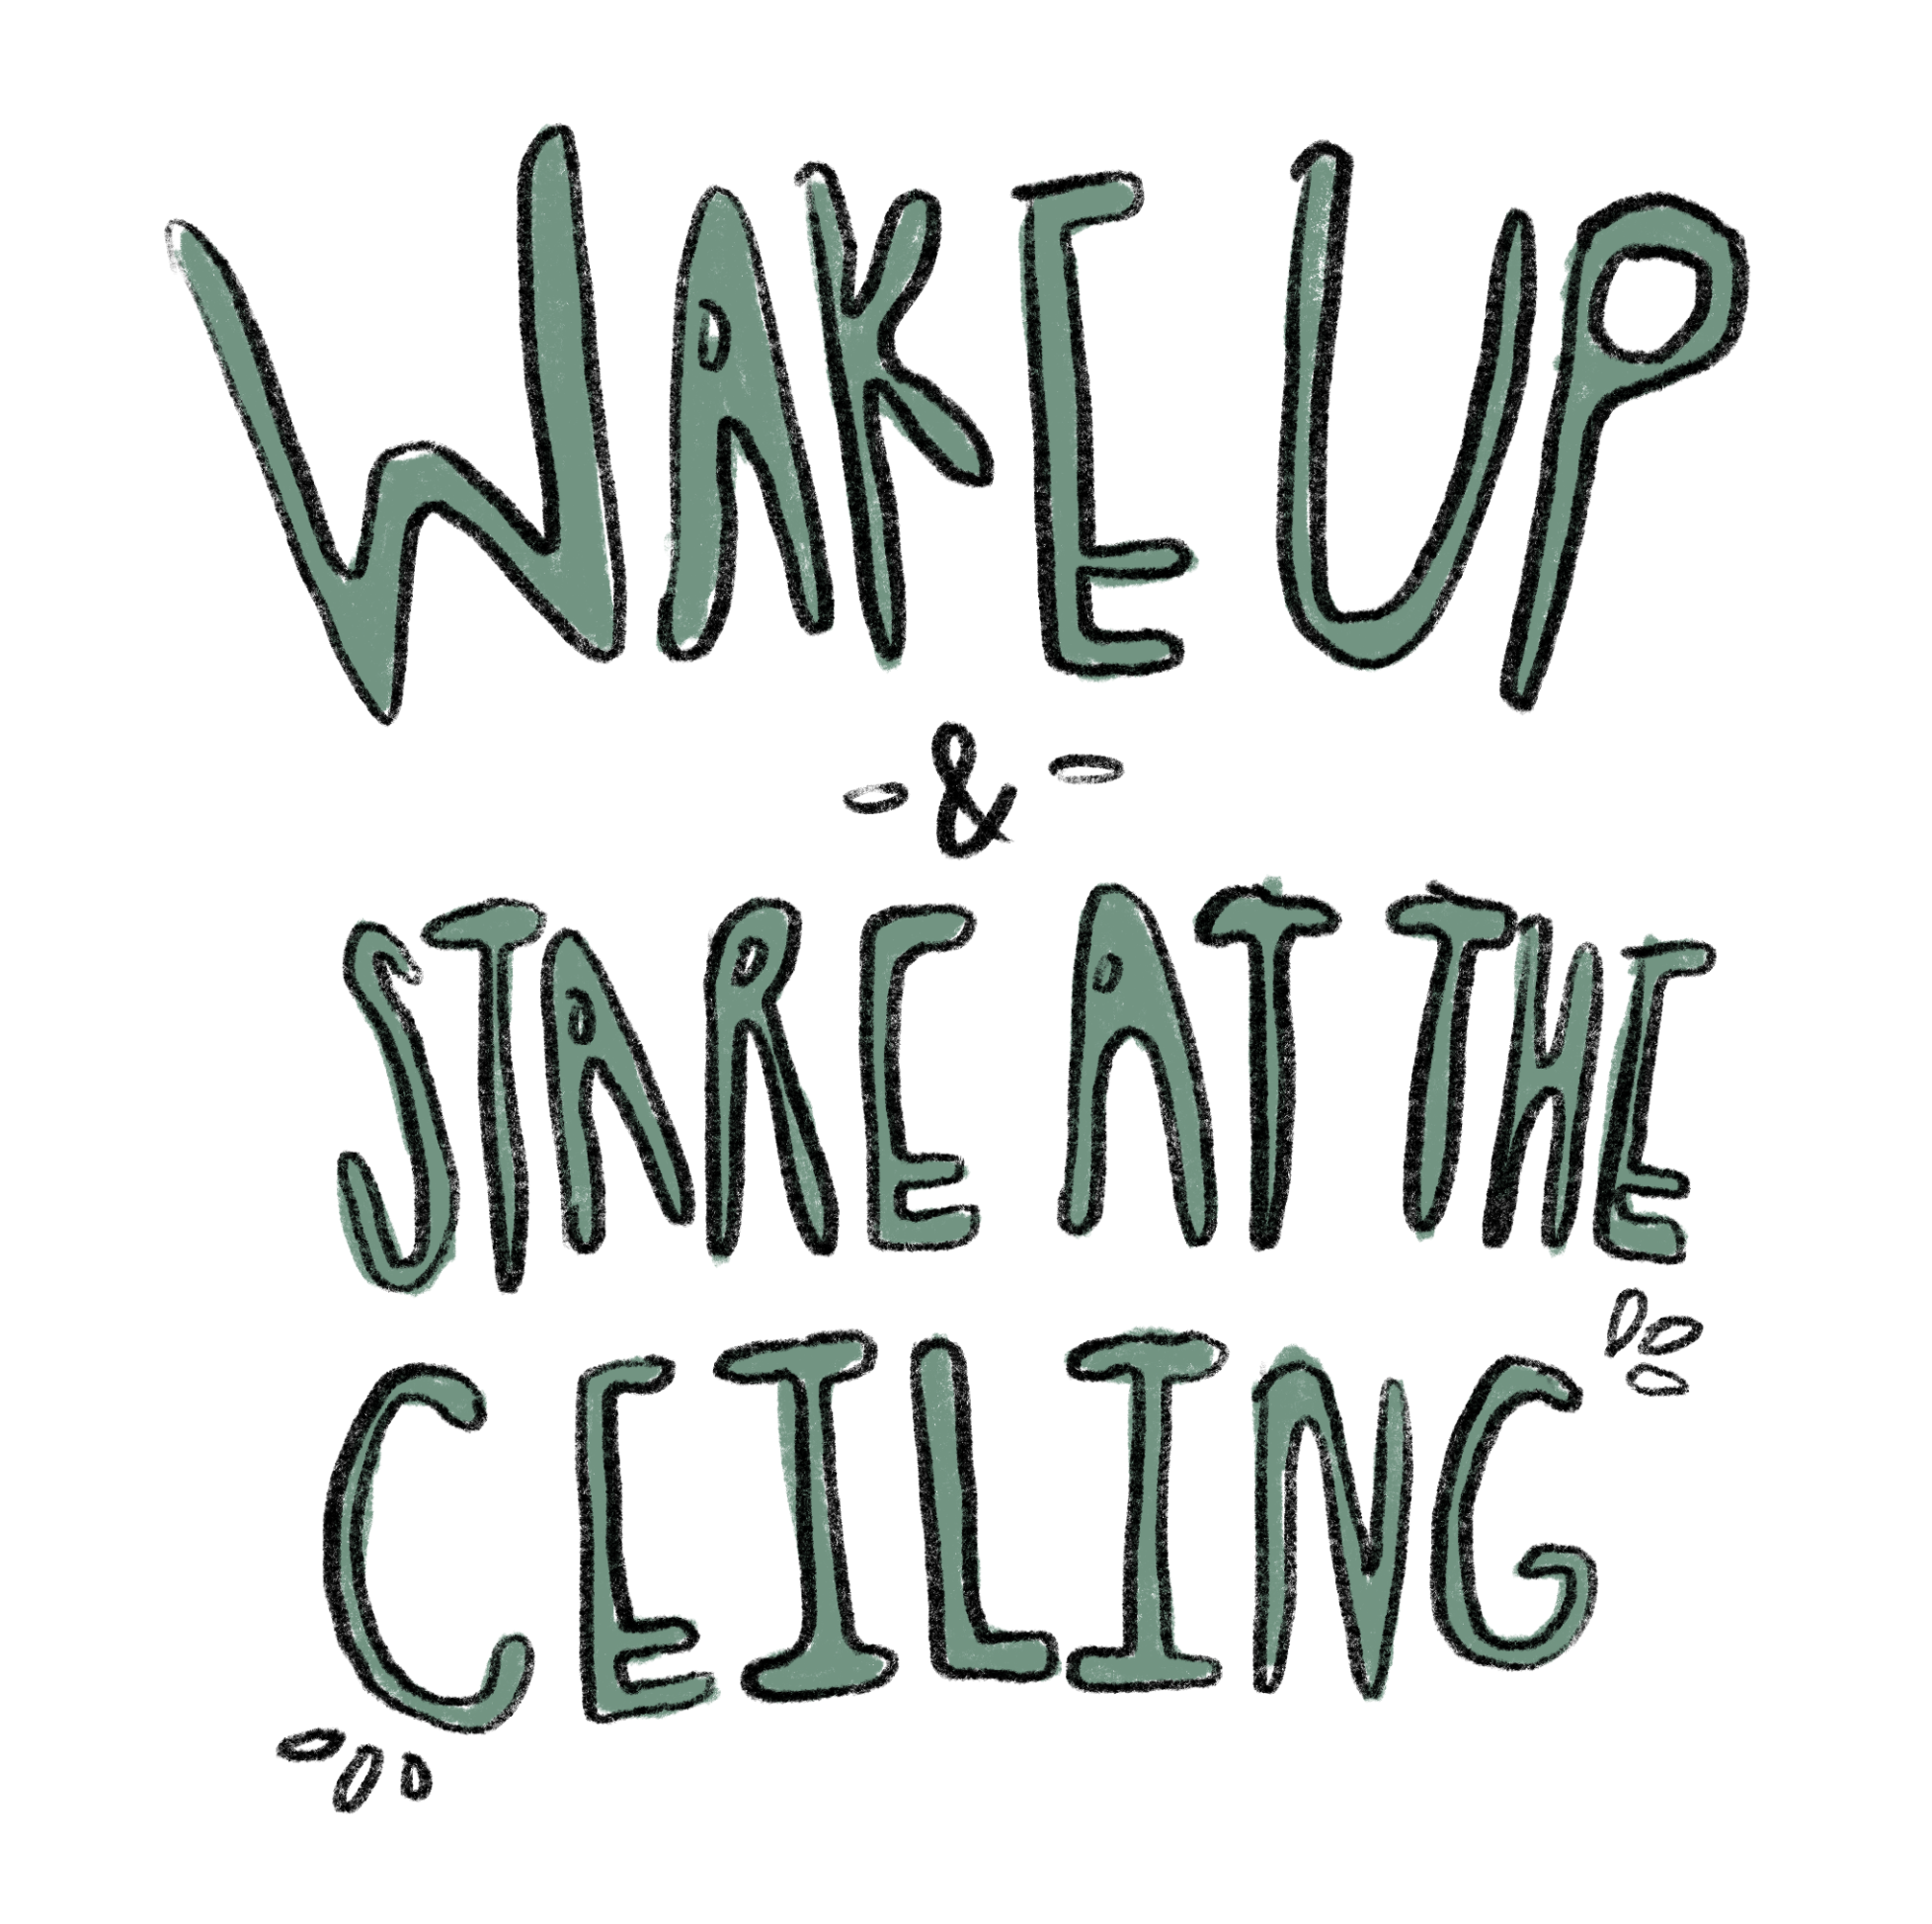 WAKE UP
- & -
STARE AT THE
CEILING